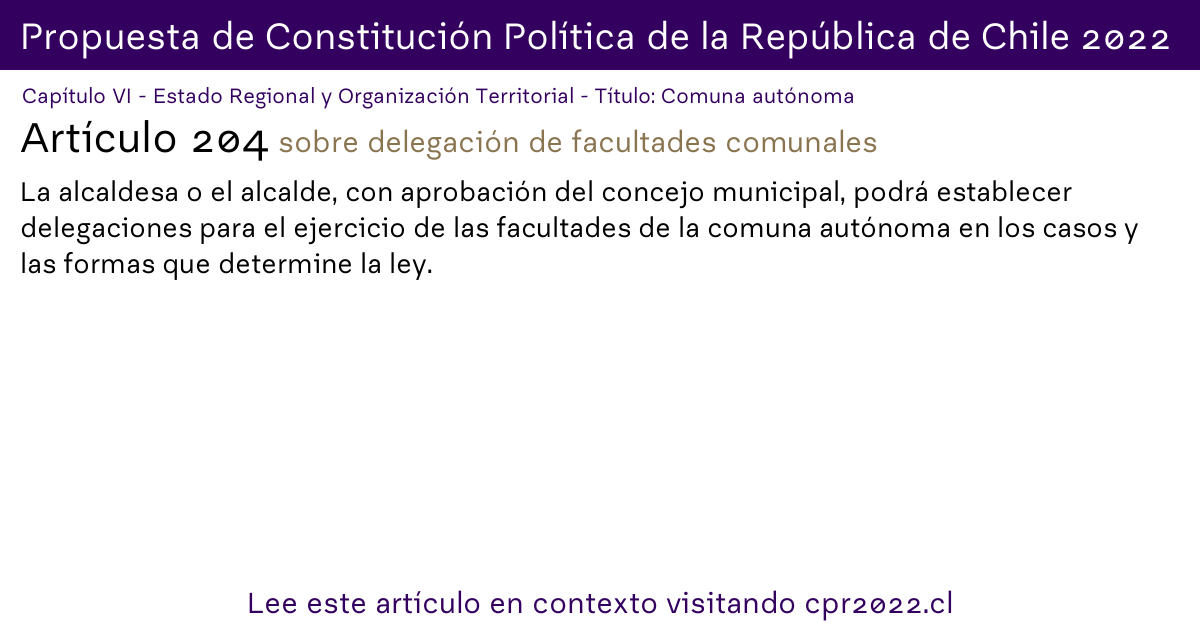 Propuesta de Constitución Política de la República de Chile 2022
Capítulo VI - Estado Regional y Organización Territorial - Título: Comuna autónoma
Artículo 204 sobre delegación de facultades comunales
La alcaldesa o el alcalde, con aprobación del concejo municipal, podrá establecer
delegaciones para el ejercicio de las facultades de la comuna autónoma en los casos y
las formas que determine la ley.
Lee este artículo en contexto visitando cpr2022.cl